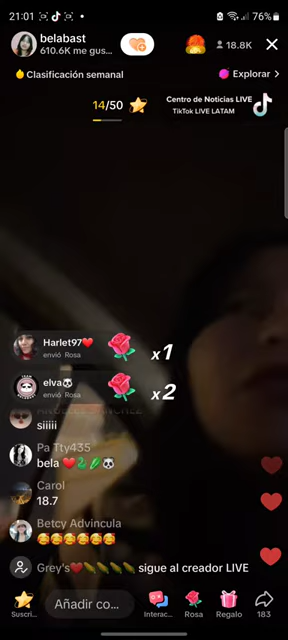 21:01
76%
belabast
610.6K me gus...
18.8K
Clasificación semanal
Explorar >
14/50
Centro de Noticias LIVE
TikTok LIVE LATAM
Harlet97❤️
envió Rosa
x1
elva🐼
envió Rosa
x2
siiiii
Pa Tty435
bela ❤️🐉🥒🐼
Carol
18.7
Betcy Advincula
🥰🥰🥰🥰🥰🥰
Grey's❤️🌽🌽🌽🌽 sigue al creador LIVE
Suscri...
Añadir co...
Interac...
Rosa
Regalo
183